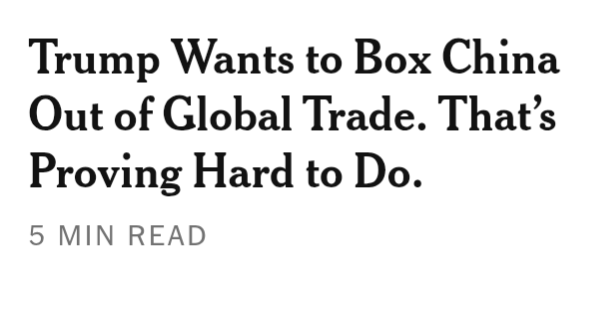 Trump Wants to Box China
Out of Global Trade. That’s
Proving Hard to Do.
5 MIN READ